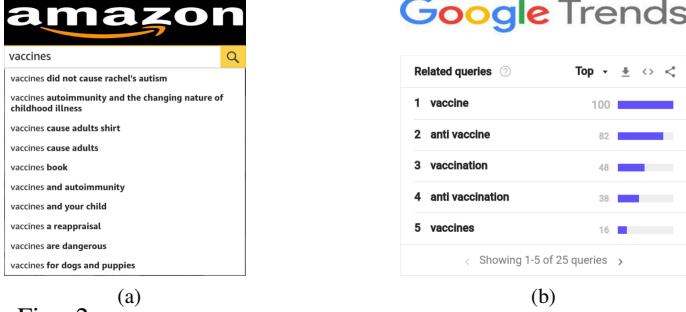 amazon
vaccines
vaccines did not cause rachel's autism
vaccines autoimmunity and the changing nature of
childhood illness
vaccines cause adults shirt
vaccines cause adults
vaccines book
vaccines and autoimmunity
vaccines and your child
vaccines a reappraisal
vaccines are dangerous
vaccines for dogs and puppies
(a)
Google Trends
Related queries
Top
1 vaccine 100
2 anti vaccine 82
3 vaccination 48
4 anti vaccination 38
5 vaccines 16
Showing 1-5 of 25 queries
(b)